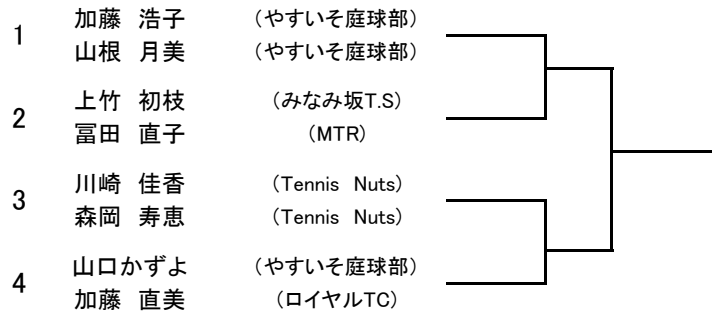 1 加藤 浩子 (やすいそ庭球部)
山根 月美 (やすいそ庭球部)
2 上竹 初枝 (みなみ坂T.S)
冨田 直子 (MTR)
3 川崎 佳香 (Tennis Nuts)
森岡 寿恵 (Tennis Nuts)
4 山口かずよ (やすいそ庭球部)
加藤 直美 (ロイヤルTC)